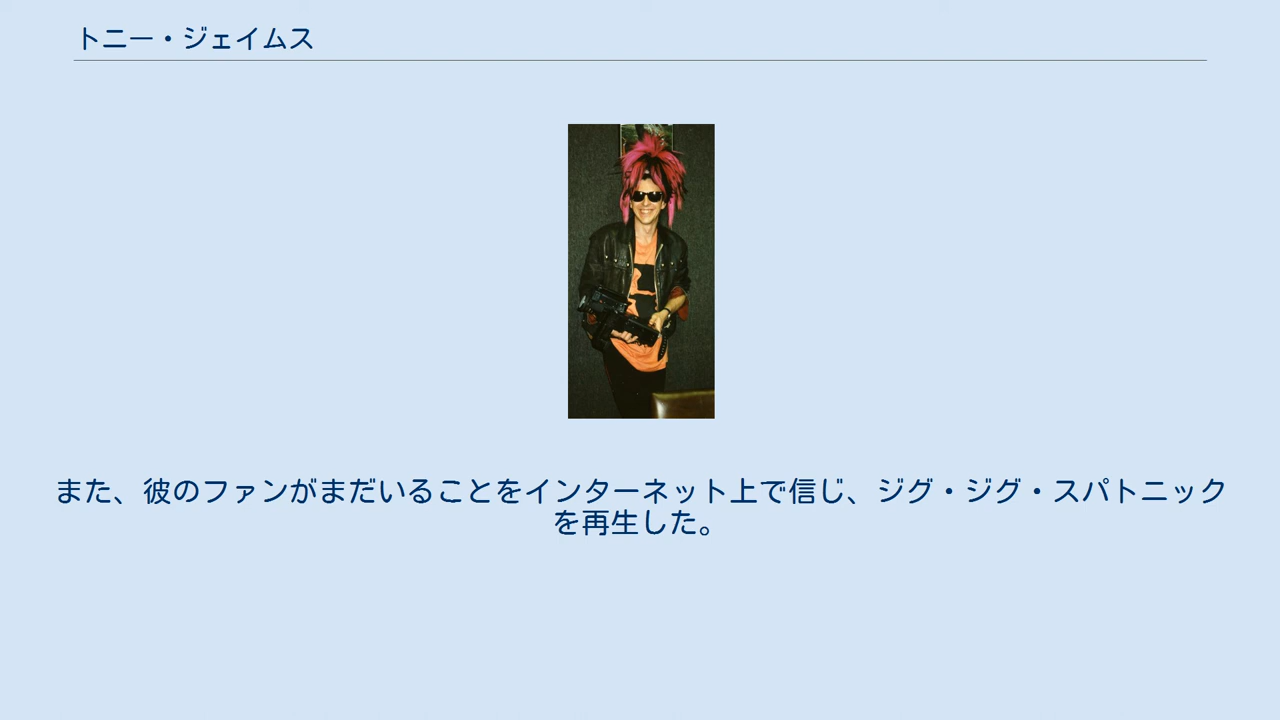 トニー・ジェイムス
また、彼のファンがまだいることをインターネット上で信じ、ジグ・ジグ・スパトニック
を再生した。